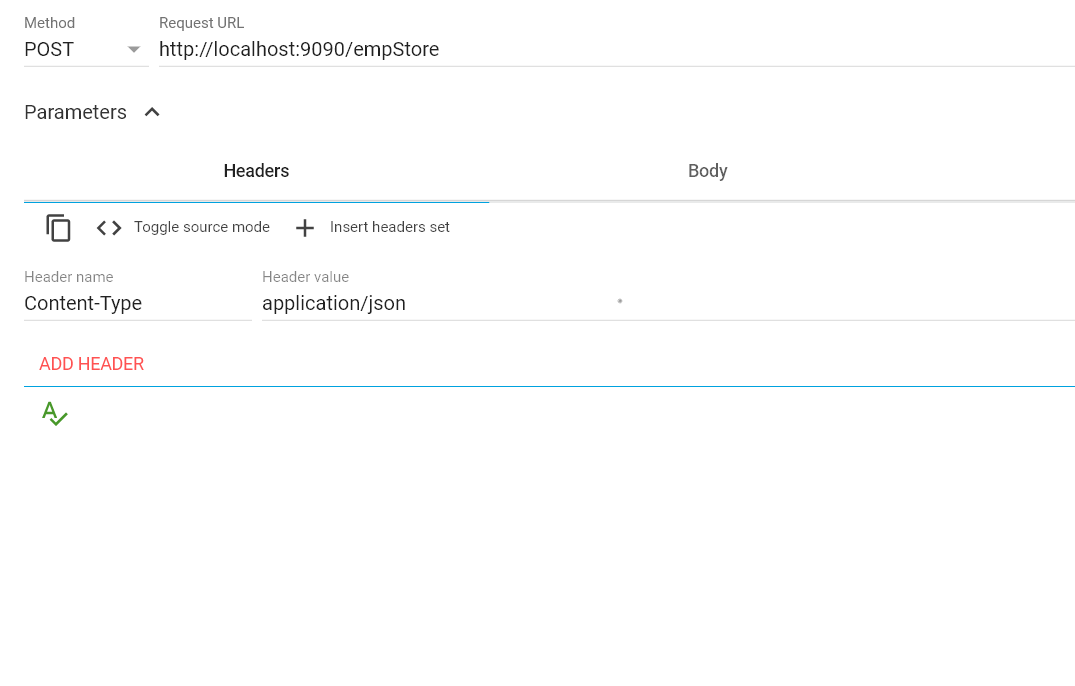 Method Request URL
POST http://localhost:9090/empStore
Parameters
Headers Body
Toggle source mode Insert headers set
Header name Header value
Content-Type application/json
ADD HEADER
A